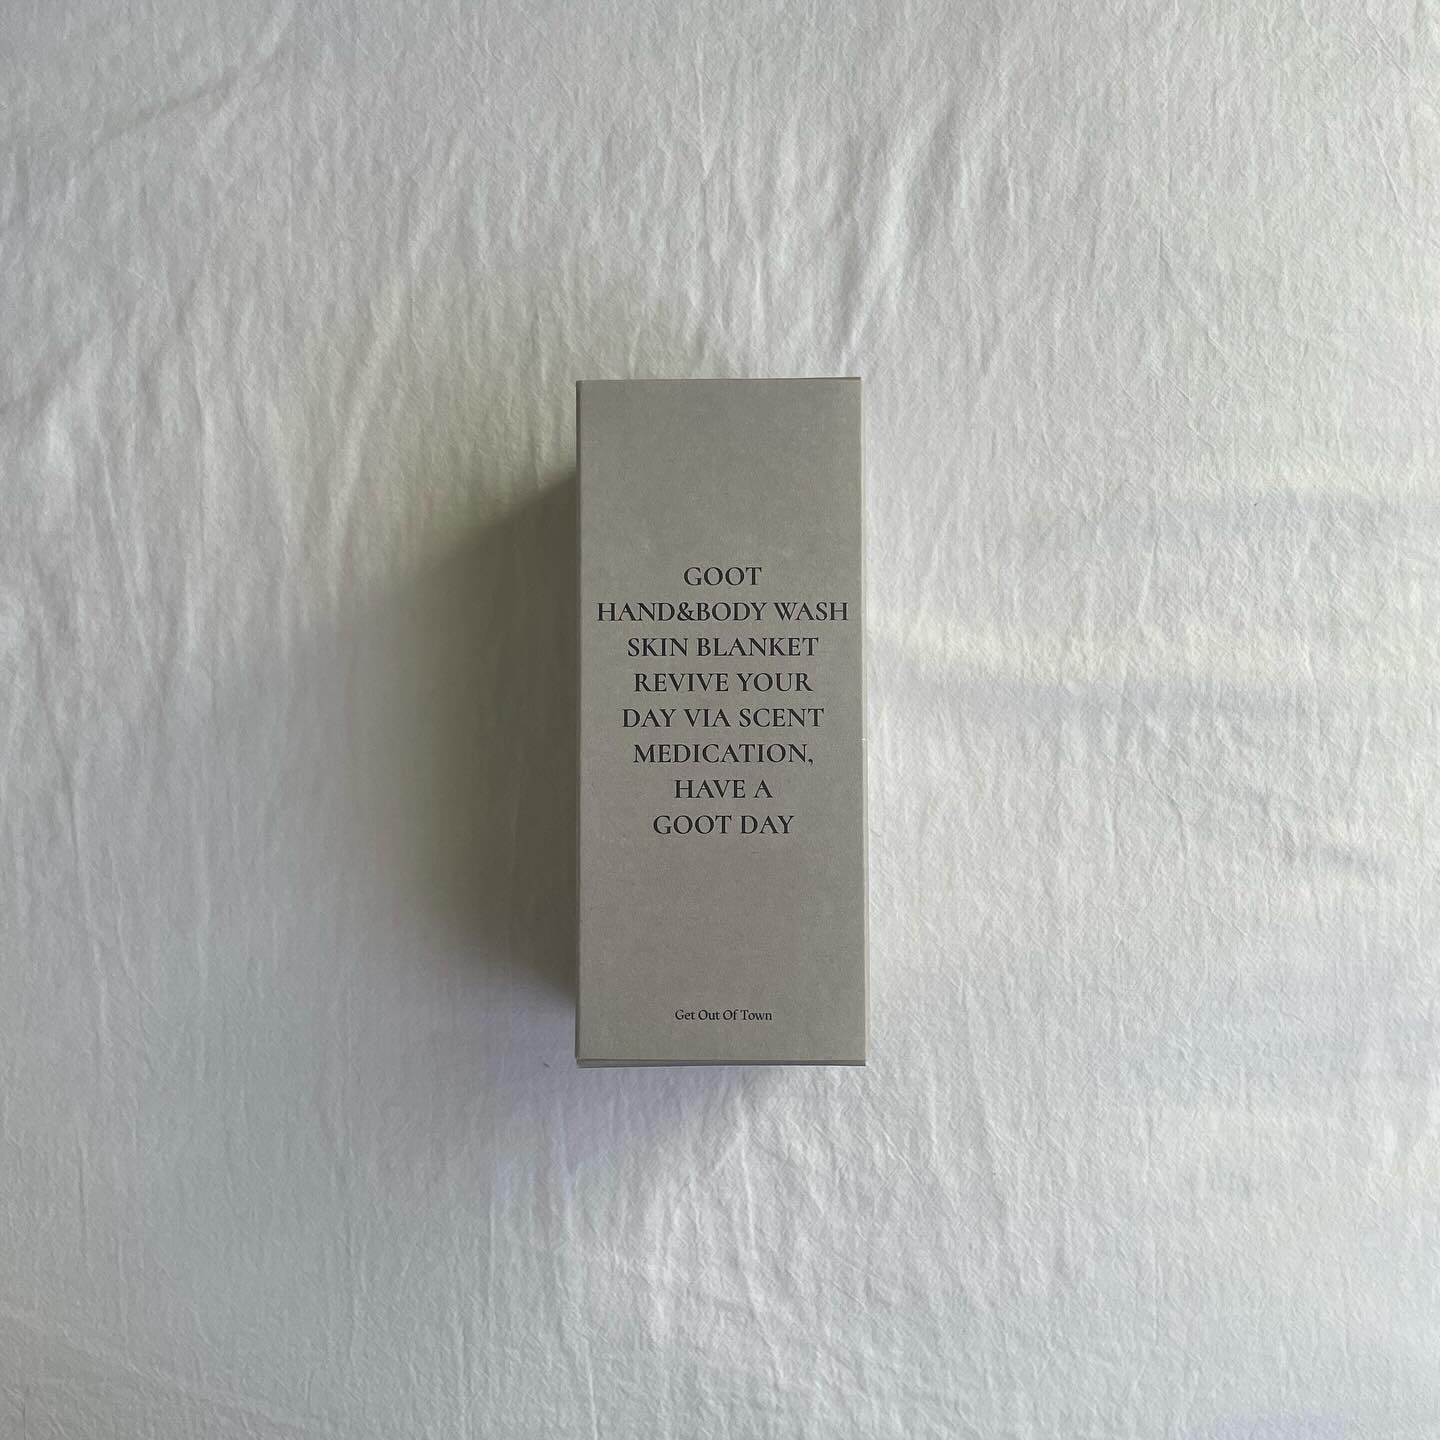 GOOT
HAND&BODY WASH
SKIN BLANKET
REVIVE YOUR
DAY VIA SCENT
MEDICATION,
HAVE A
GOOT DAY
Get Out Of Town